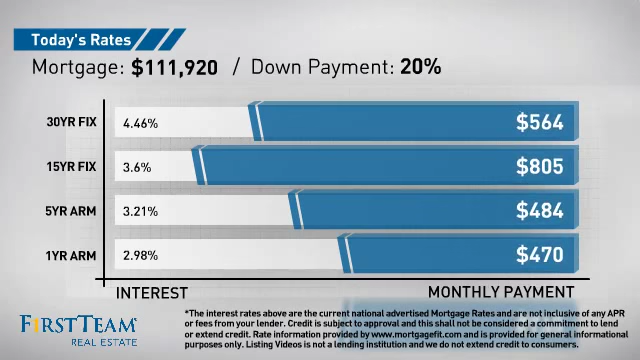 Today's Rates
Mortgage: $111,920 / Down Payment: 20%
30YR FIX 4.46% $564
15YR FIX 3.6% $805
5YR ARM 3.21% $484
1YR ARM 2.98% $470
INTEREST MONTHLY PAYMENT
FIRSTTEAM®
REAL ESTATE
*The interest rates above are the current national advertised Mortgage Rates and are not inclusive of any APR
or fees from your lender. Credit is subject to approval and this shall not be considered a commitment to lend
or extend credit. Rate information provided by www.mortgagefit.com and is provided for general informational
purposes only. Listing Videos is not a lending institution and we do not extend credit to consumers.